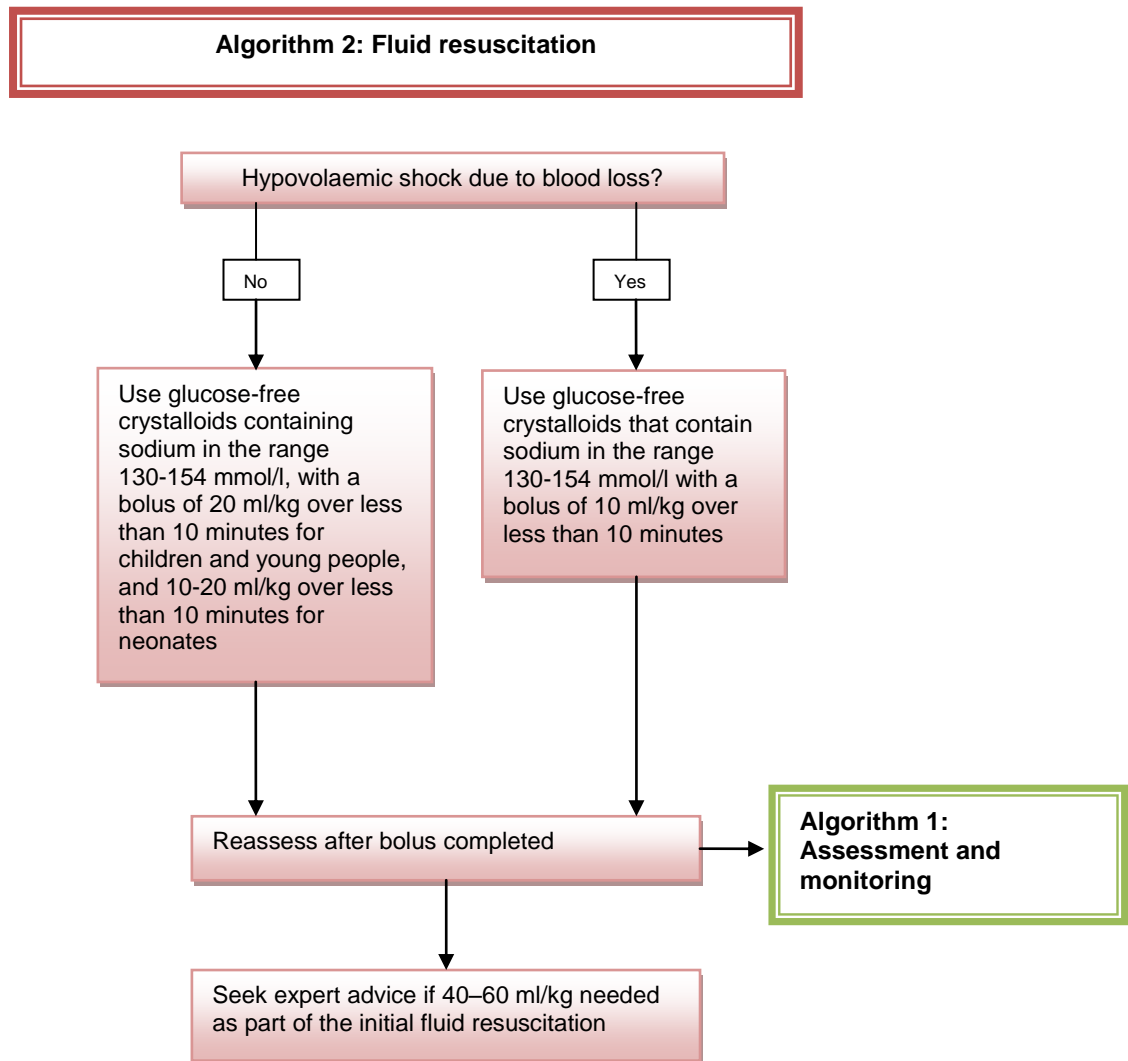 Algorithm 2: Fluid resuscitation
Hypovolaemic shock due to blood loss?
No
Yes
Use glucose-free
crystalloids containing
sodium in the range
130-154 mmol/l, with a
bolus of 20 ml/kg over less
than 10 minutes for
children and young people,
and 10-20 ml/kg over less
than 10 minutes for
neonates
Use glucose-free
crystalloids that contain
sodium in the range
130-154 mmol/l with a
bolus of 10 ml/kg over
less than 10 minutes
Reassess after bolus completed
Algorithm 1:
Assessment and
monitoring
Seek expert advice if 40–60 ml/kg needed
as part of the initial fluid resuscitation